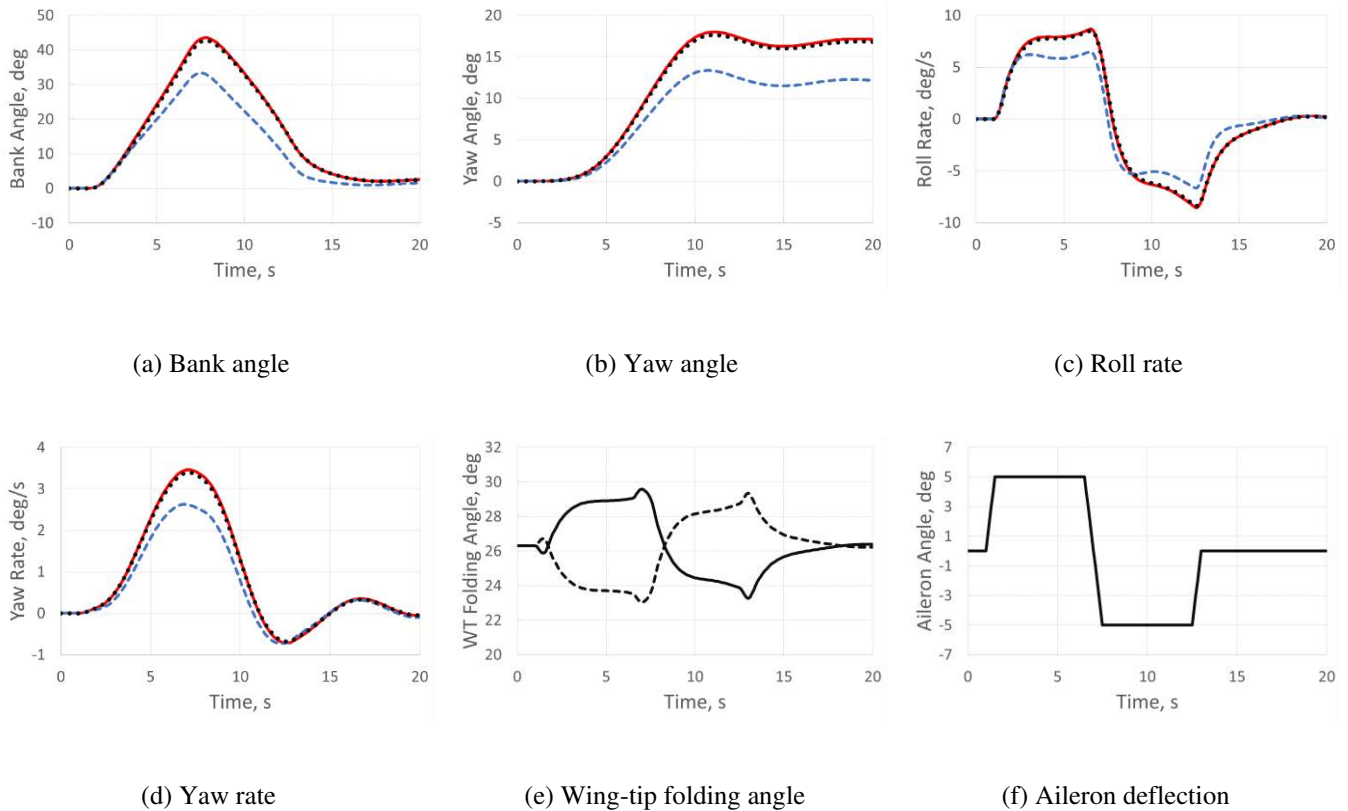 50
40
30
20
10
0
-10
0 5 10 15 20
Bank Angle, deg
Time, s
20
15
10
5
0
-5
0 5 10 15 20
Yaw Angle, deg
Time, s
10
5
0
-5
-10
0 5 10 15 20
Roll Rate, deg/s
Time, s
(a) Bank angle
(b) Yaw angle
(c) Roll rate
4
3
2
1
0
-1
0 5 10 15 20
Yaw Rate, deg/s
Time, s
32
30
28
26
24
22
20
0 5 10 15 20
WT Folding Angle, deg
Time, s
7
5
3
1
-1
-3
-5
-7
0 5 10 15 20
Aileron Angle, deg
Time, s
(d) Yaw rate
(e) Wing-tip folding angle
(f) Aileron deflection